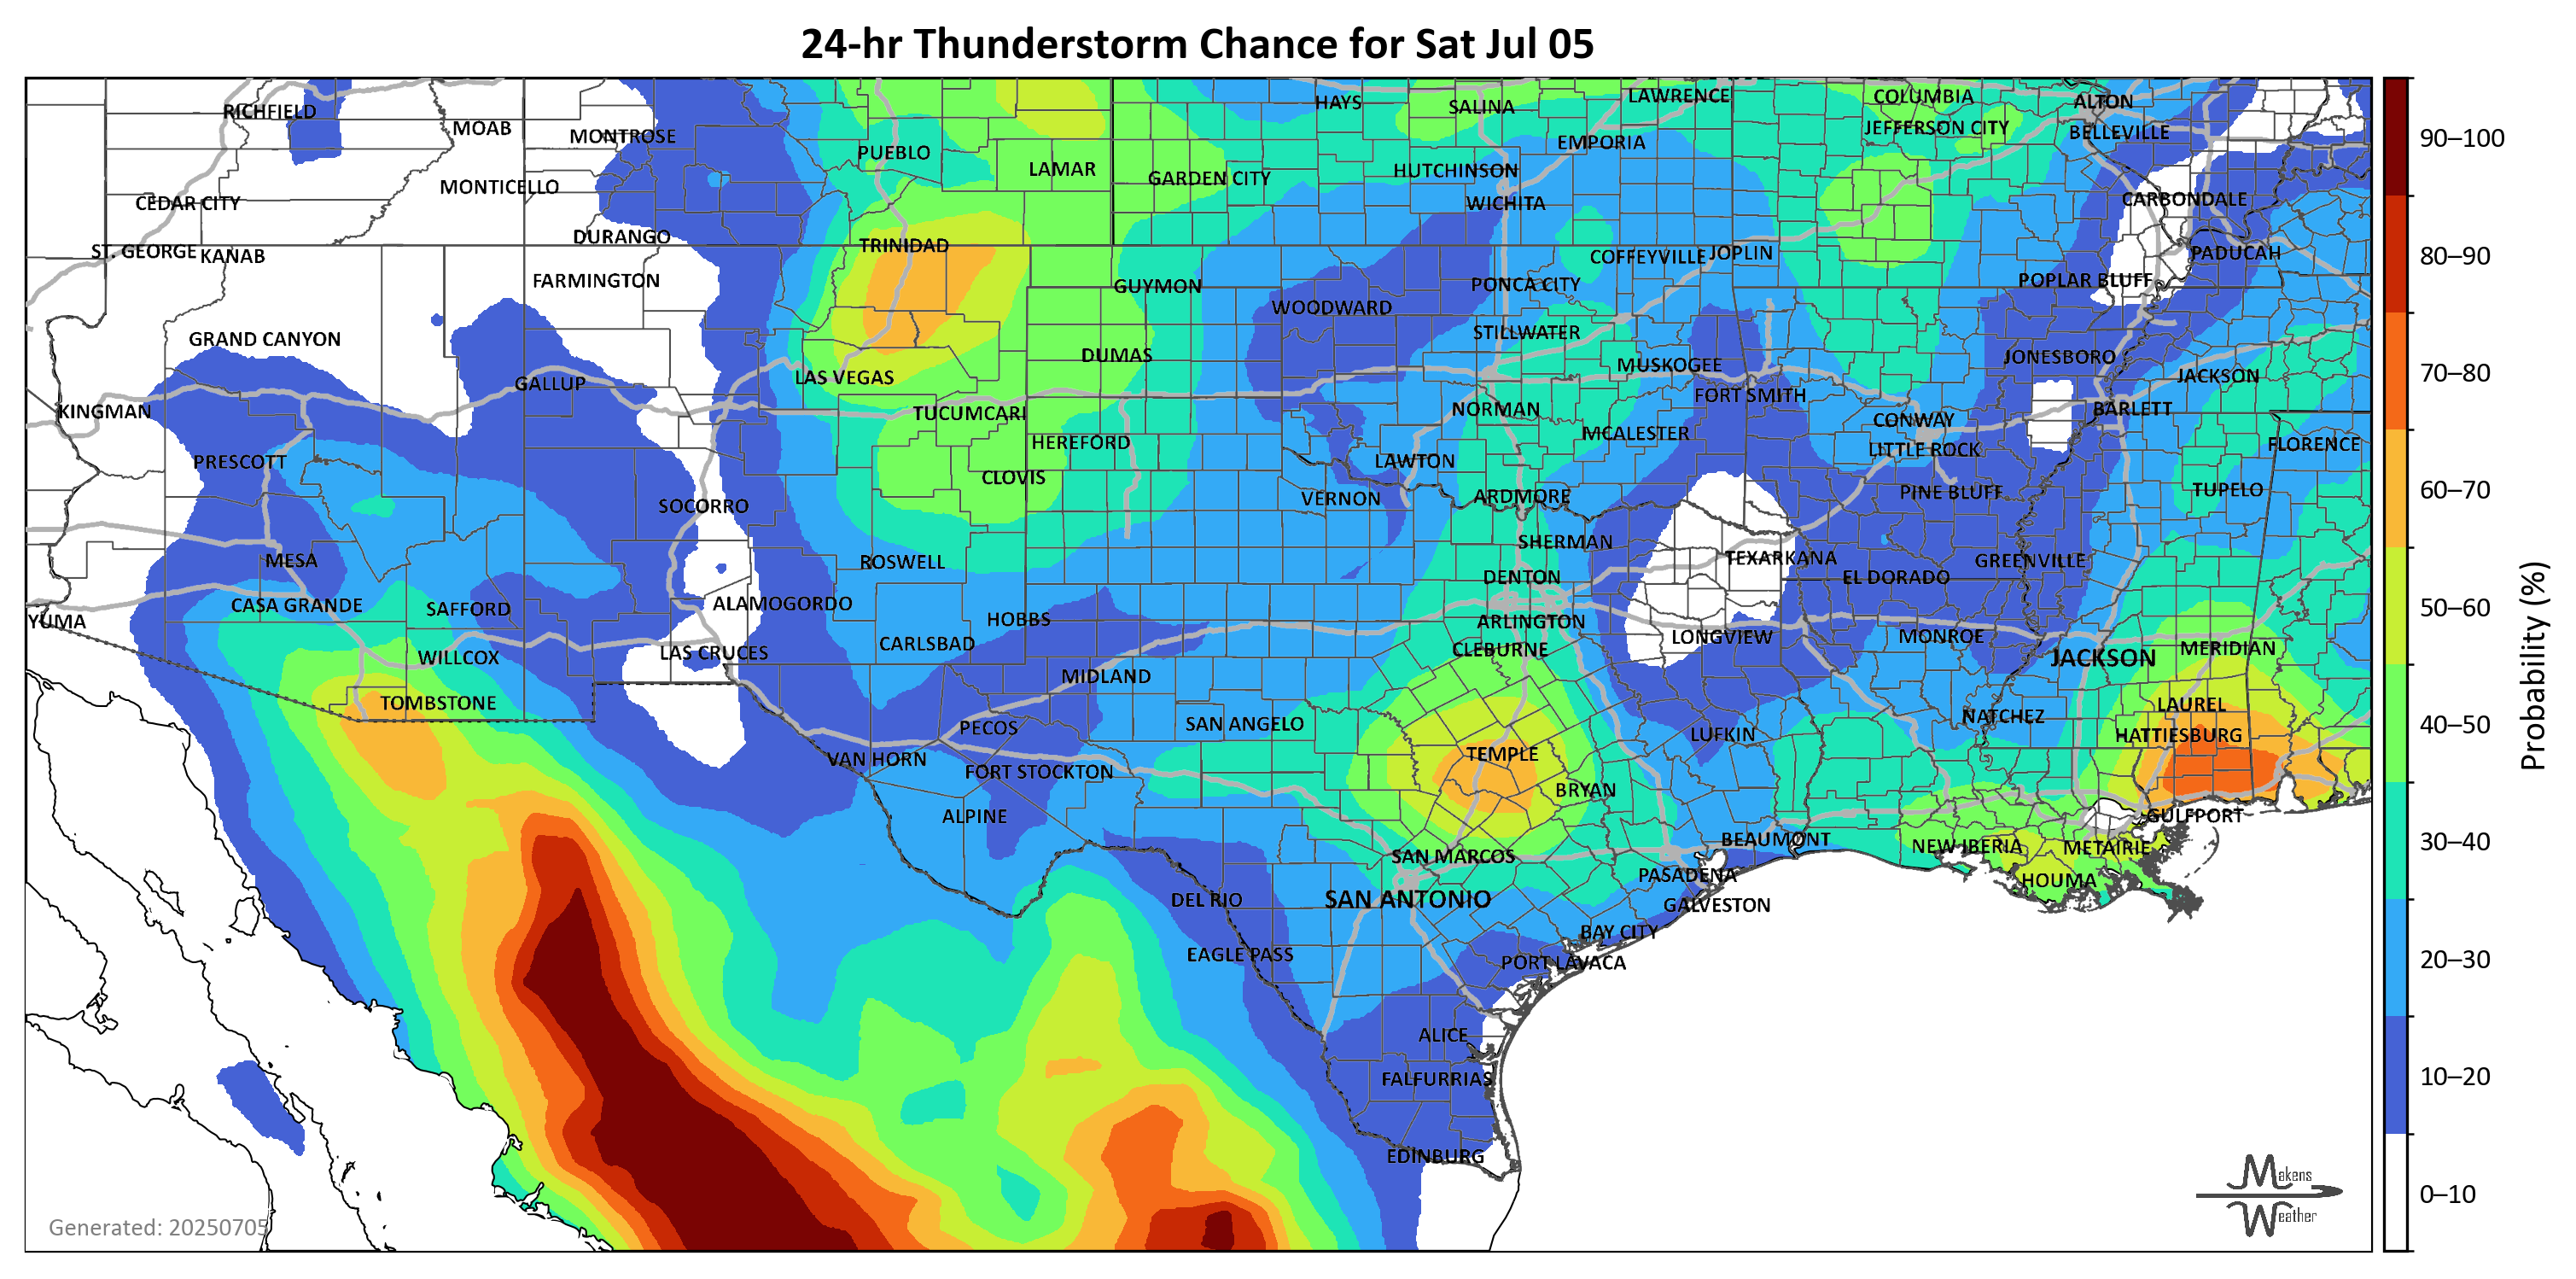 24-hr Thunderstorm Chance for Sat Jul 05
RICHFIELD
MOAB
MONTROSE
PUEBLO
LAMAR
GARDEN CITY
HAYS
SALINA
LAWRENCE
HUTCHINSON
EMPORIA
COLUMBIA
JEFFERSON CITY
ALTON
BELLEVILLE
90–100
CEDAR CITY
MONTICELLO
WICHITA
CARBONDALE
ST. GEORGE
KANAB
DURANGO
TRINIDAD
COFFEYVILLE
JOPLIN
PADUCAH
80–90
FARMINGTON
GUYMON
WOODWARD
PONCA CITY
POPLAR BLUFF
GRAND CANYON
DUMAS
STILLWATER
MUSKOGEE
JONESBORO
JACKSON
70–80
KINGMAN
GALLUP
LAS VEGAS
TUCUMCARI
NORMAN
FORT SMITH
CONWAY
BARLETT
HEREFORD
MCALESTER
LITTLE ROCK
FLORENCE
PRESCOTT
CLOVIS
LAWTON
SOCORRO
VERNON
ARDMORE
PINE BLUFF
TUPELO
60–70
MESA
ROSWELL
SHERMAN
TEXARKANA
GREENVILLE
DENTON
EL DORADO
YUMA
CASA GRANDE
SAFFORD
ALAMOGORDO
HOBBS
ARLINGTON
50–60
WILLCOX
LAS CRUCES
CARLSBAD
CLEBURNE
LONGVIEW
MONROE
JACKSON
MERIDIAN
TOMBSTONE
MIDLAND
LAUREL
PECOS
SAN ANGELO
LUFKIN
NATCHEZ
HATTIESBURG
40–50
VAN HORN
FORT STOCKTON
TEMPLE
BRYAN
ALPINE
GULFPORT
SAN MARCOS
BEAUMONT
NEW IBERIA
METAIRIE
30–40
DEL RIO
SAN ANTONIO
PASADENA
GALVESTON
HOUMA
EAGLE PASS
BAY CITY
PORT LAVACA
20–30
ALICE
FALFURRIAS
10–20
EDINBURG
0–10
Probability (%)
Generated: 20250705
Makens
Weather